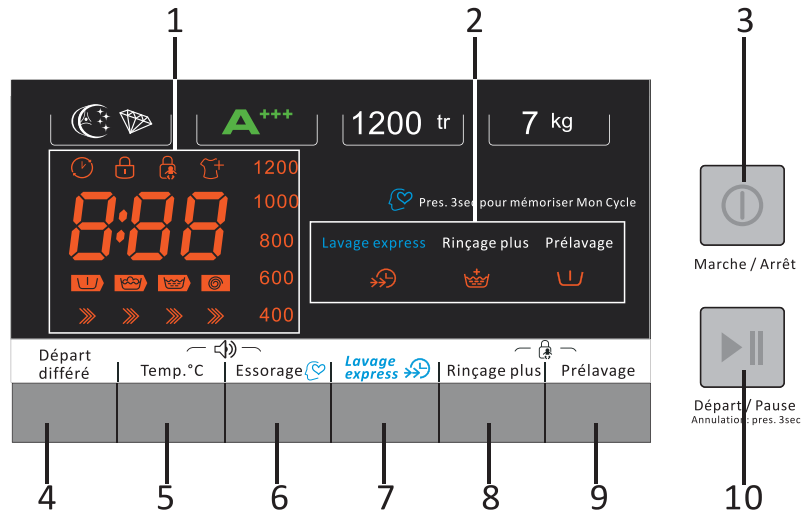 1 2 3
A+++ 1200 tr 7 kg
1200
8:88 1000
800
600
400
Pres. 3sec pour mémoriser Mon Cycle
Lavage express Rinçage plus Prélavage
Marche / Arrêt
Départ
différé
Temp.°C
Essorage
Lavage
express
Rinçage plus
Prélavage
Départ / Pause
Annulation: pres. 3sec
4 5 6 7 8 9 10